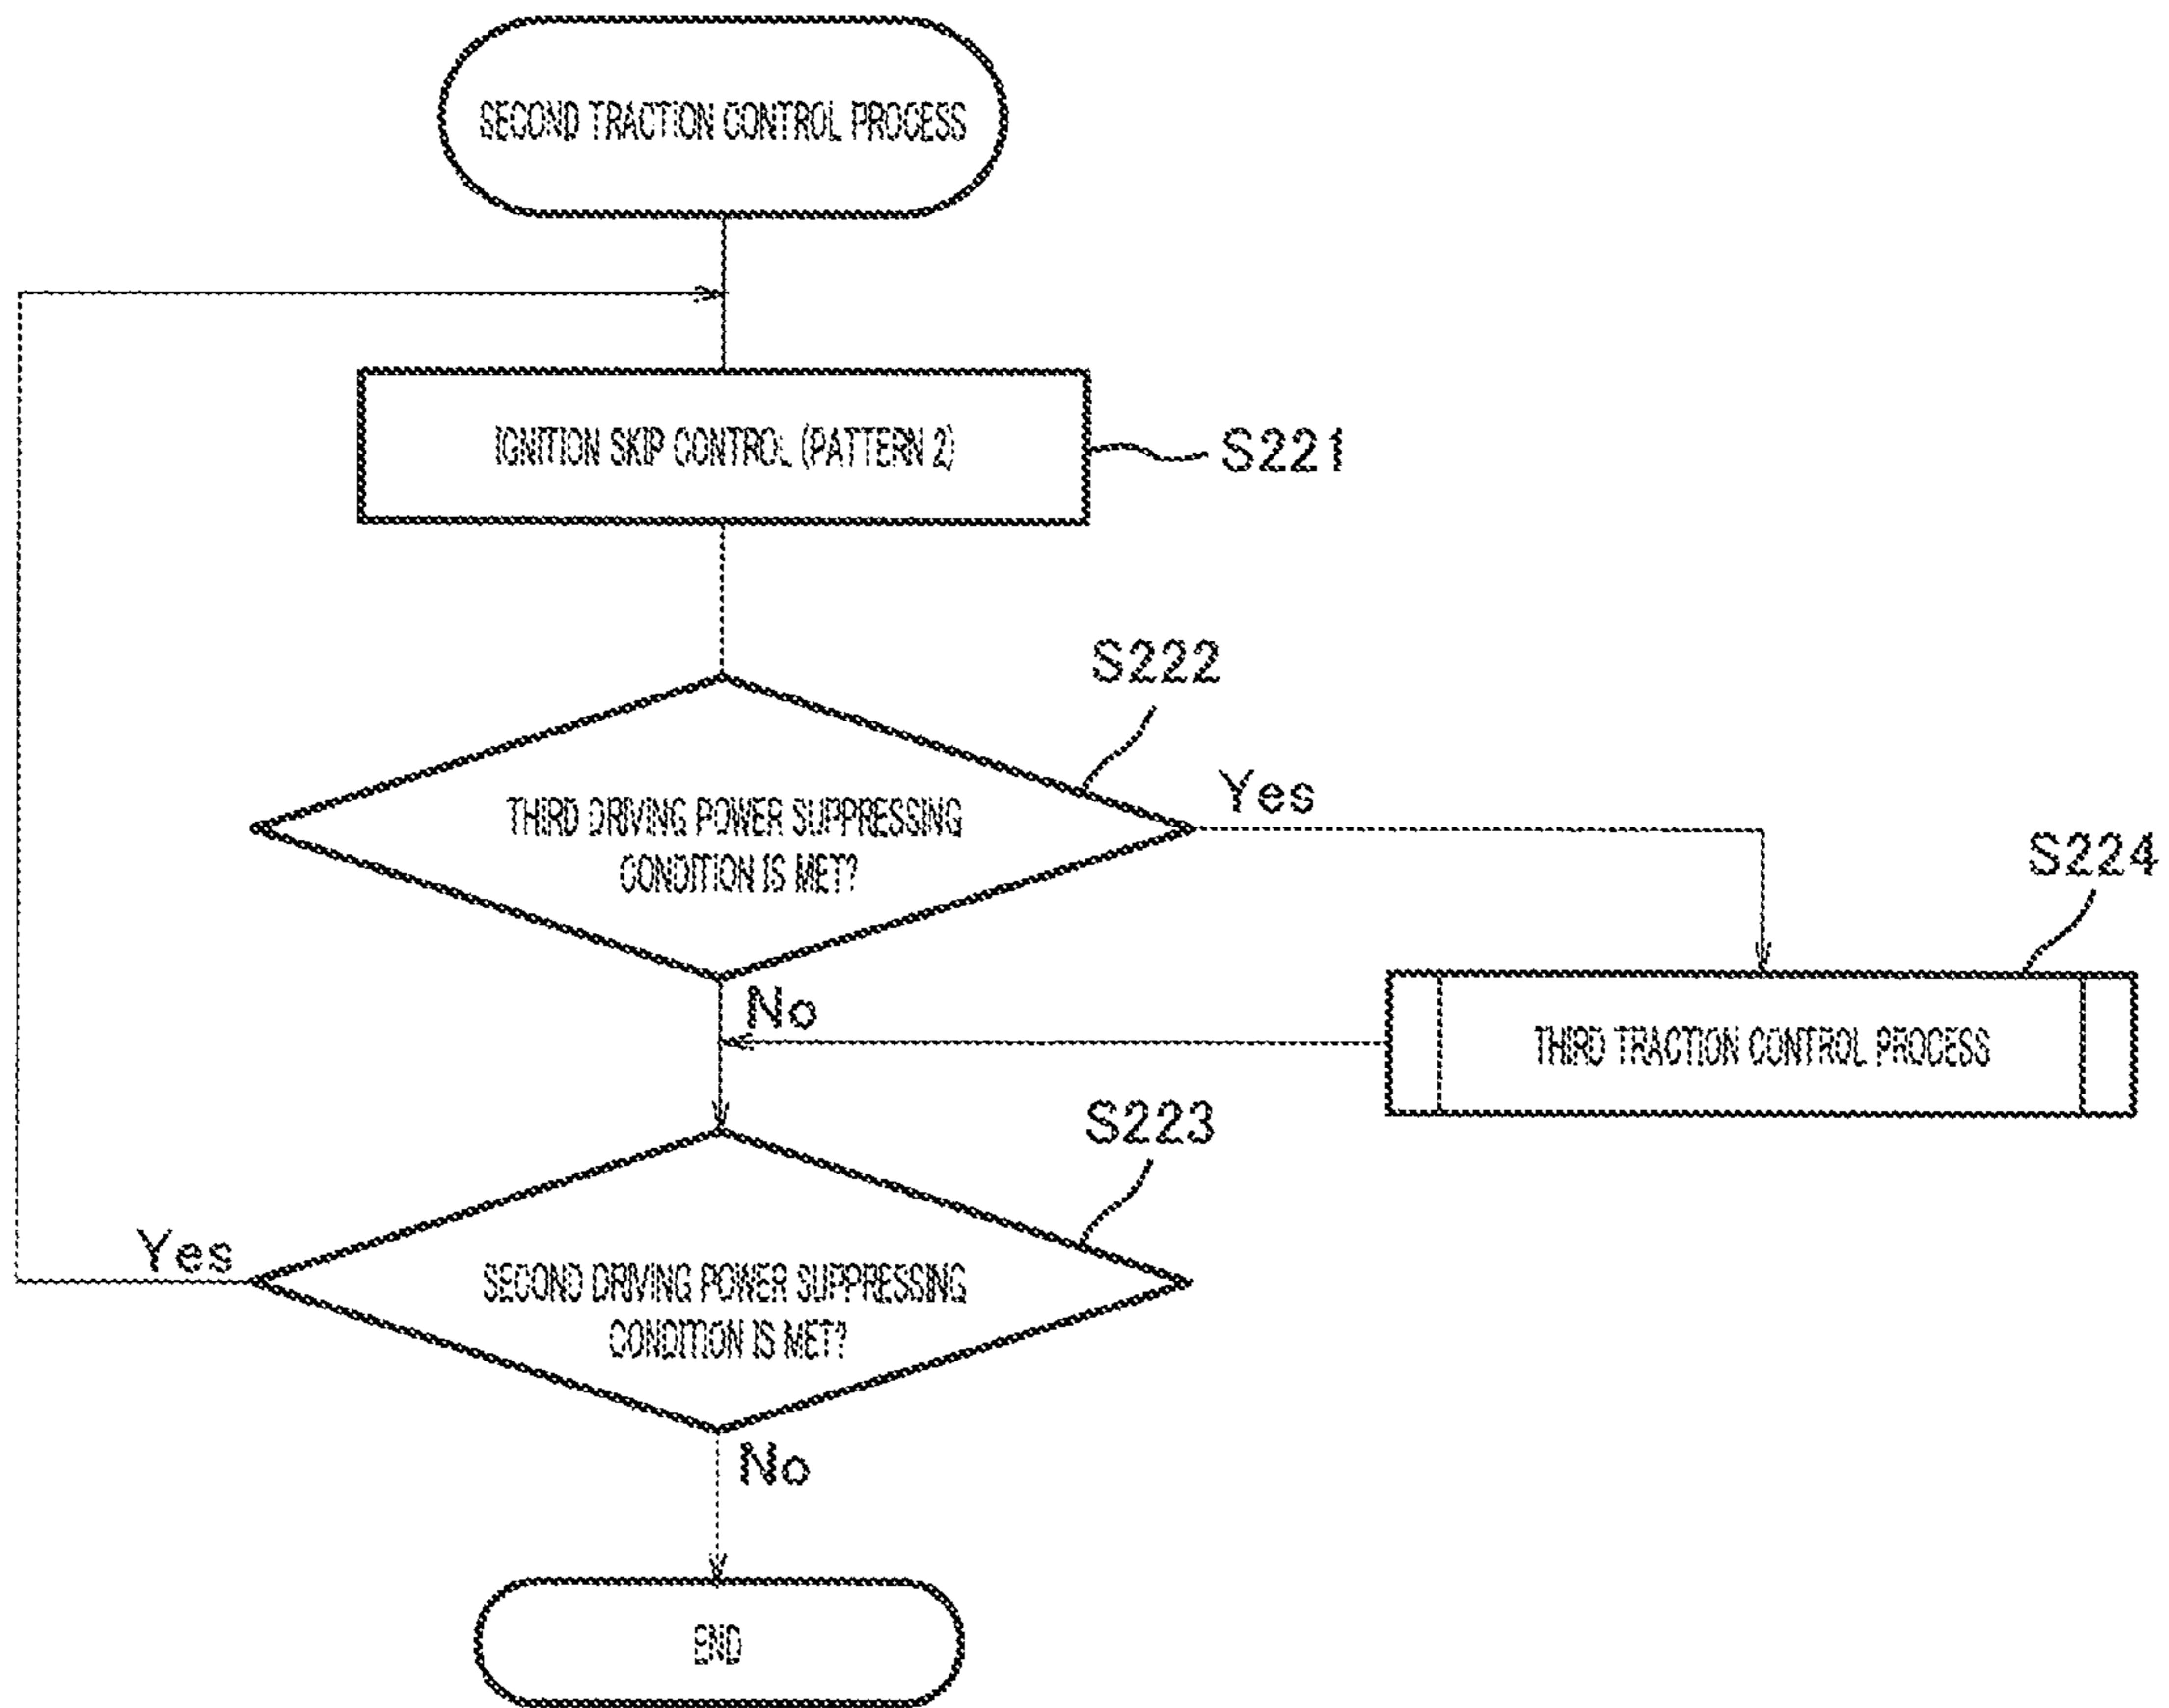 SECOND TRACTION CONTROL PROCESS
IGNITION SKIP CONTROL (PATTERN 2)
S221
S222
THIRD DRIVING POWER SUPPRESSING
CONDITION IS MET?
Yes
S224
No
THIRD TRACTION CONTROL PROCESS
S223
Yes
SECOND DRIVING POWER SUPPRESSING
CONDITION IS MET?
No
END